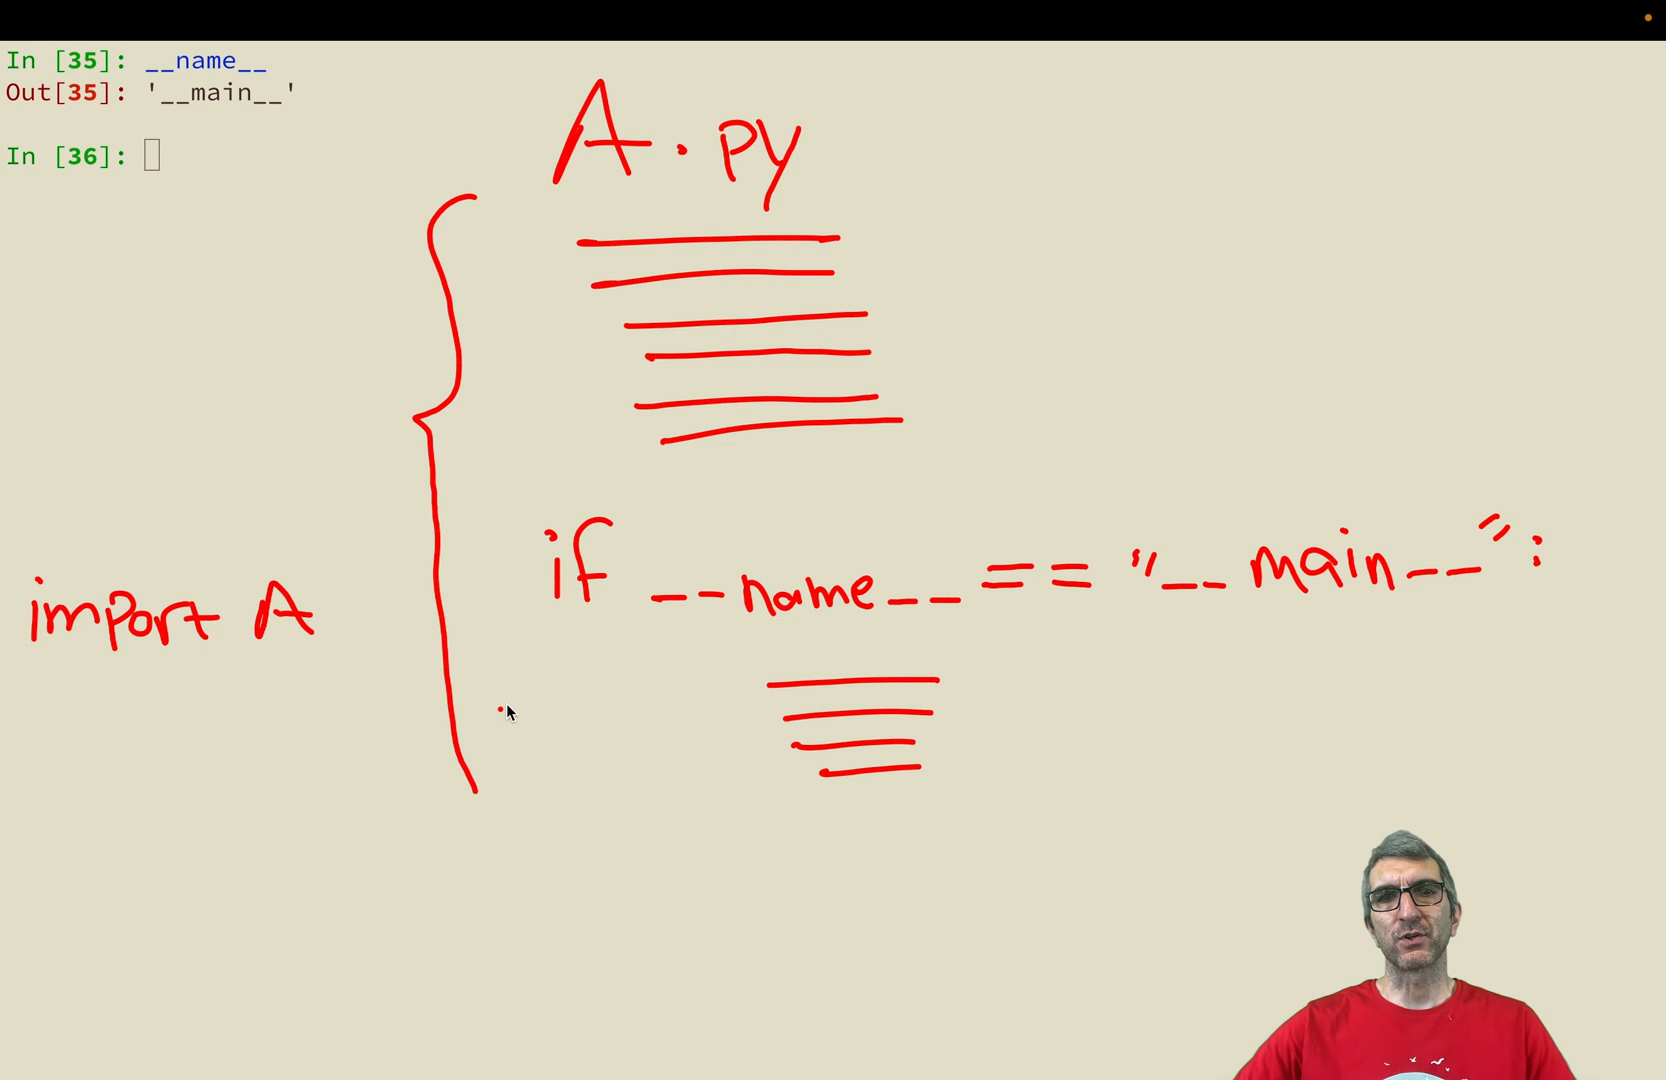 In [35]: __name__
Out[35]: '__main__'
In [36]:
A.py
if __name__ == "__main__":
import A